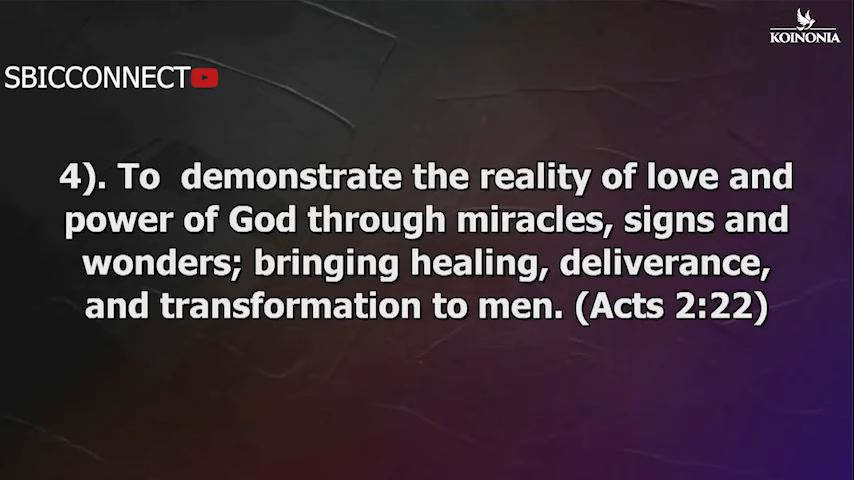 KOINONIA
SBICCONNECT
4). To demonstrate the reality of love and
power of God through miracles, signs and
wonders; bringing healing, deliverance,
and transformation to men. (Acts 2:22)